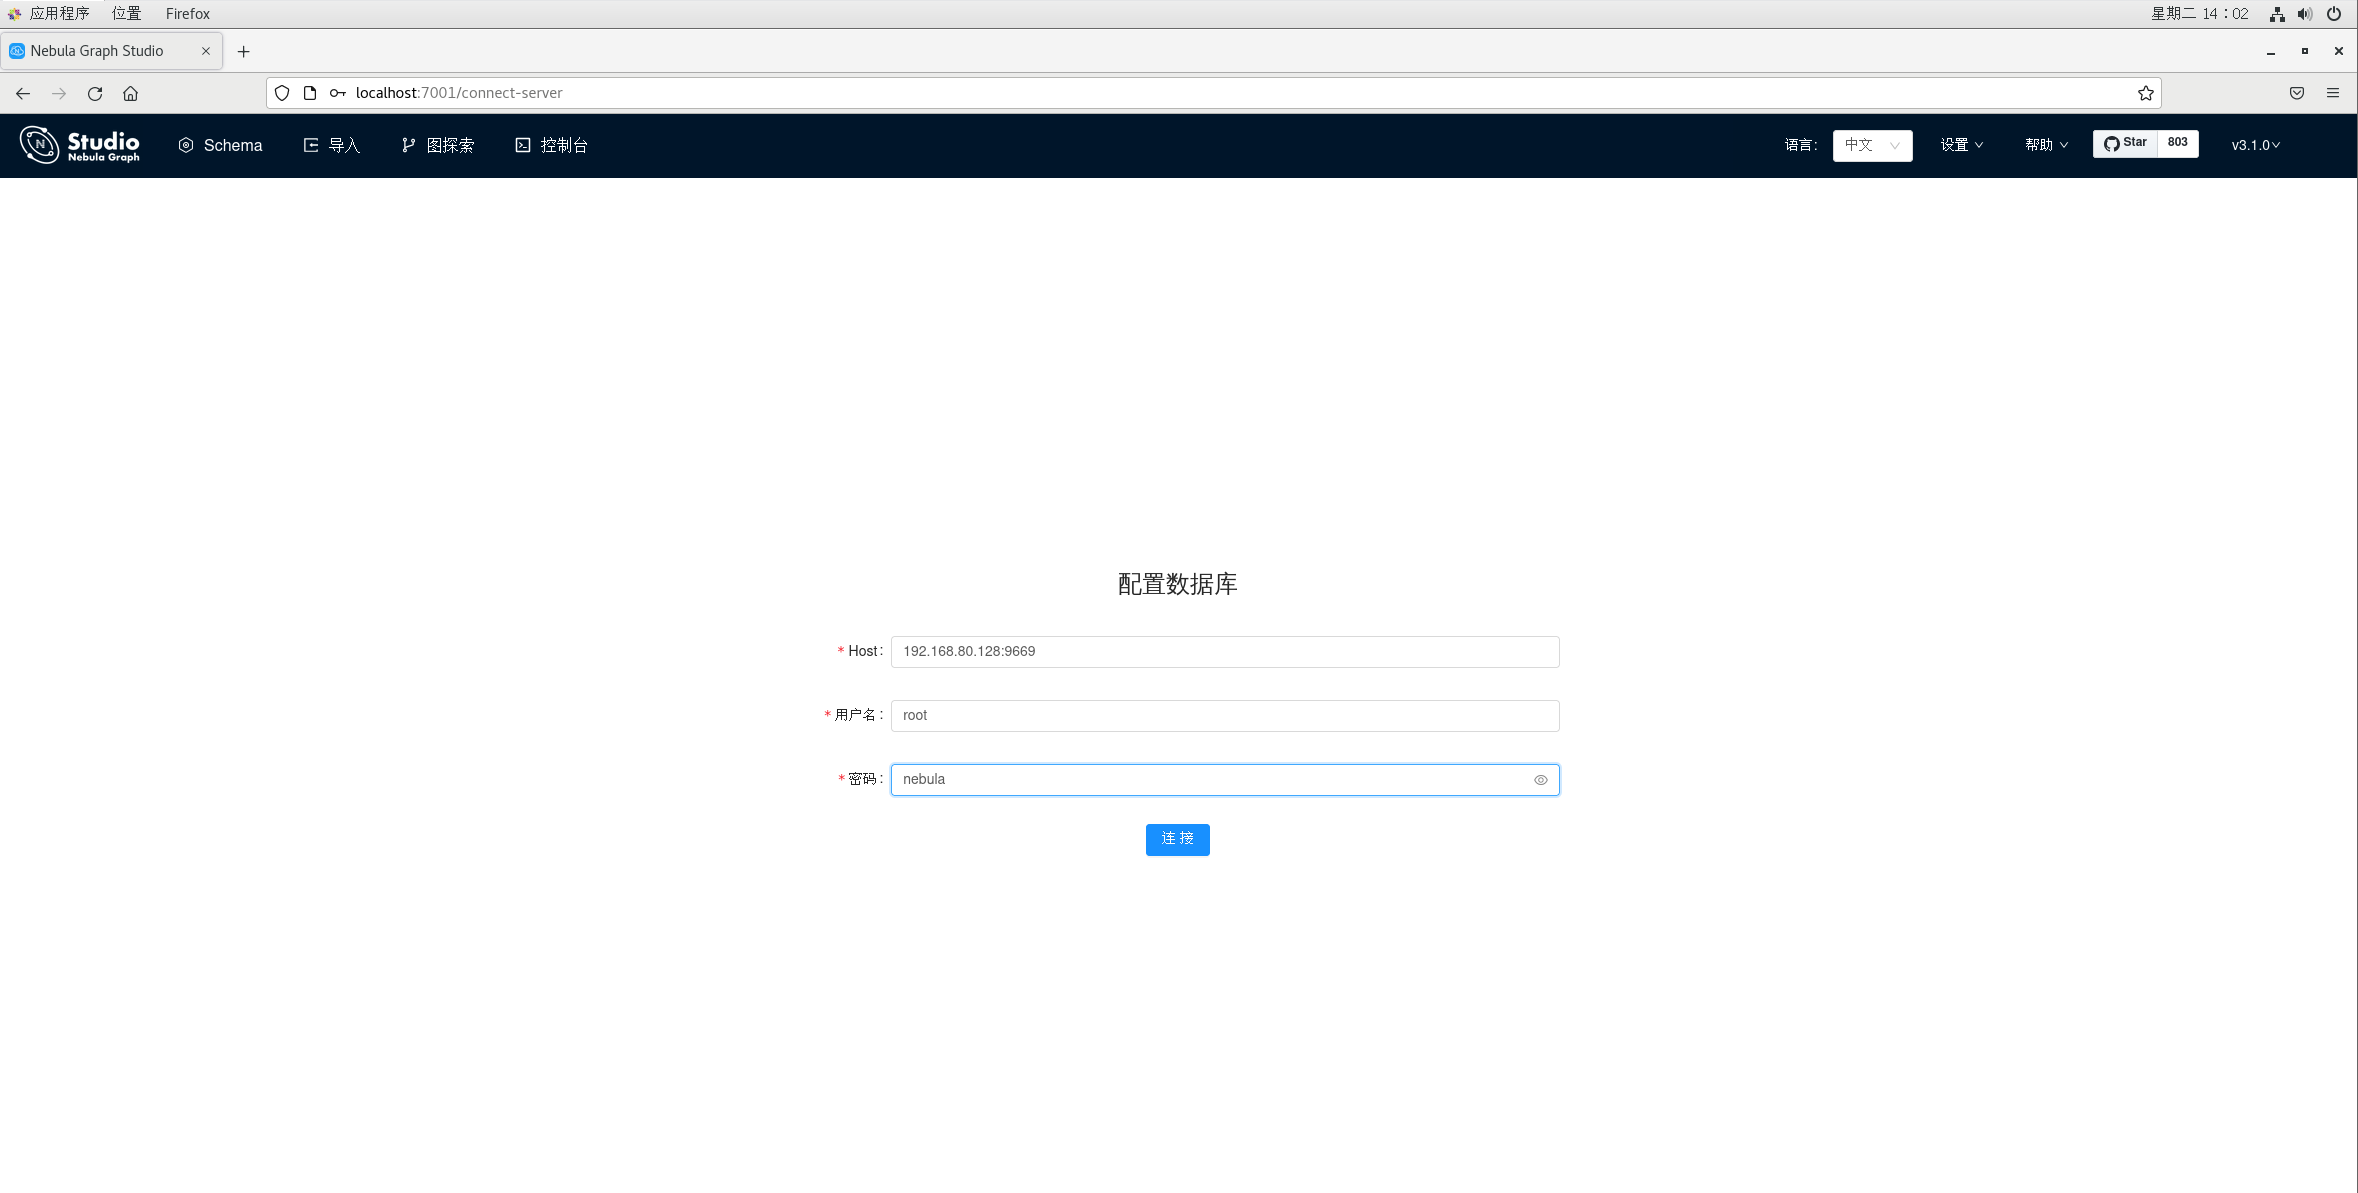 应用程序 位置 Firefox 星期二 14：02
Nebula Graph Studio
localhost:7001/connect-server
N Studio Nebula Graph Schema 导入 图探索 控制台 语言： 中文 设置 帮助 Star 803 v3.1.0
配置数据库
* Host： 192.168.80.128:9669
* 用户名： root
* 密码： nebula
连 接